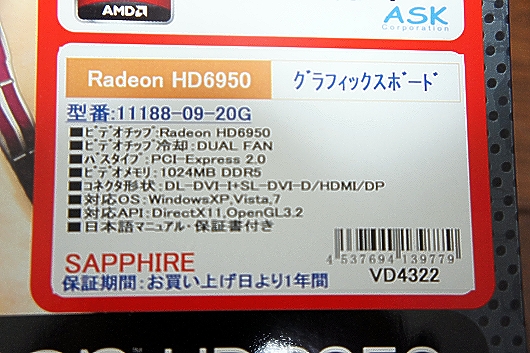 AMD
ASK
Corporation
Radeon HD6950 グラフィックスボード
型番:11188-09-20G
■ビデオチップ:Radeon HD6950
■ビデオチップ冷却:DUAL FAN
■バスタイプ:PCI-Express 2.0
■ビデオメモリ:1024MB DDR5
■コネクタ形状:DL-DVI-I+SL-DVI-D/HDMI/DP
■対応OS:WindowsXP,Vista,7
■対応API:DirectX11,OpenGL3.2
■日本語マニュアル・保証書付き
4 537694 139779
SAPPHIRE
VD4322
保証期間:お買い上げ日より1年間